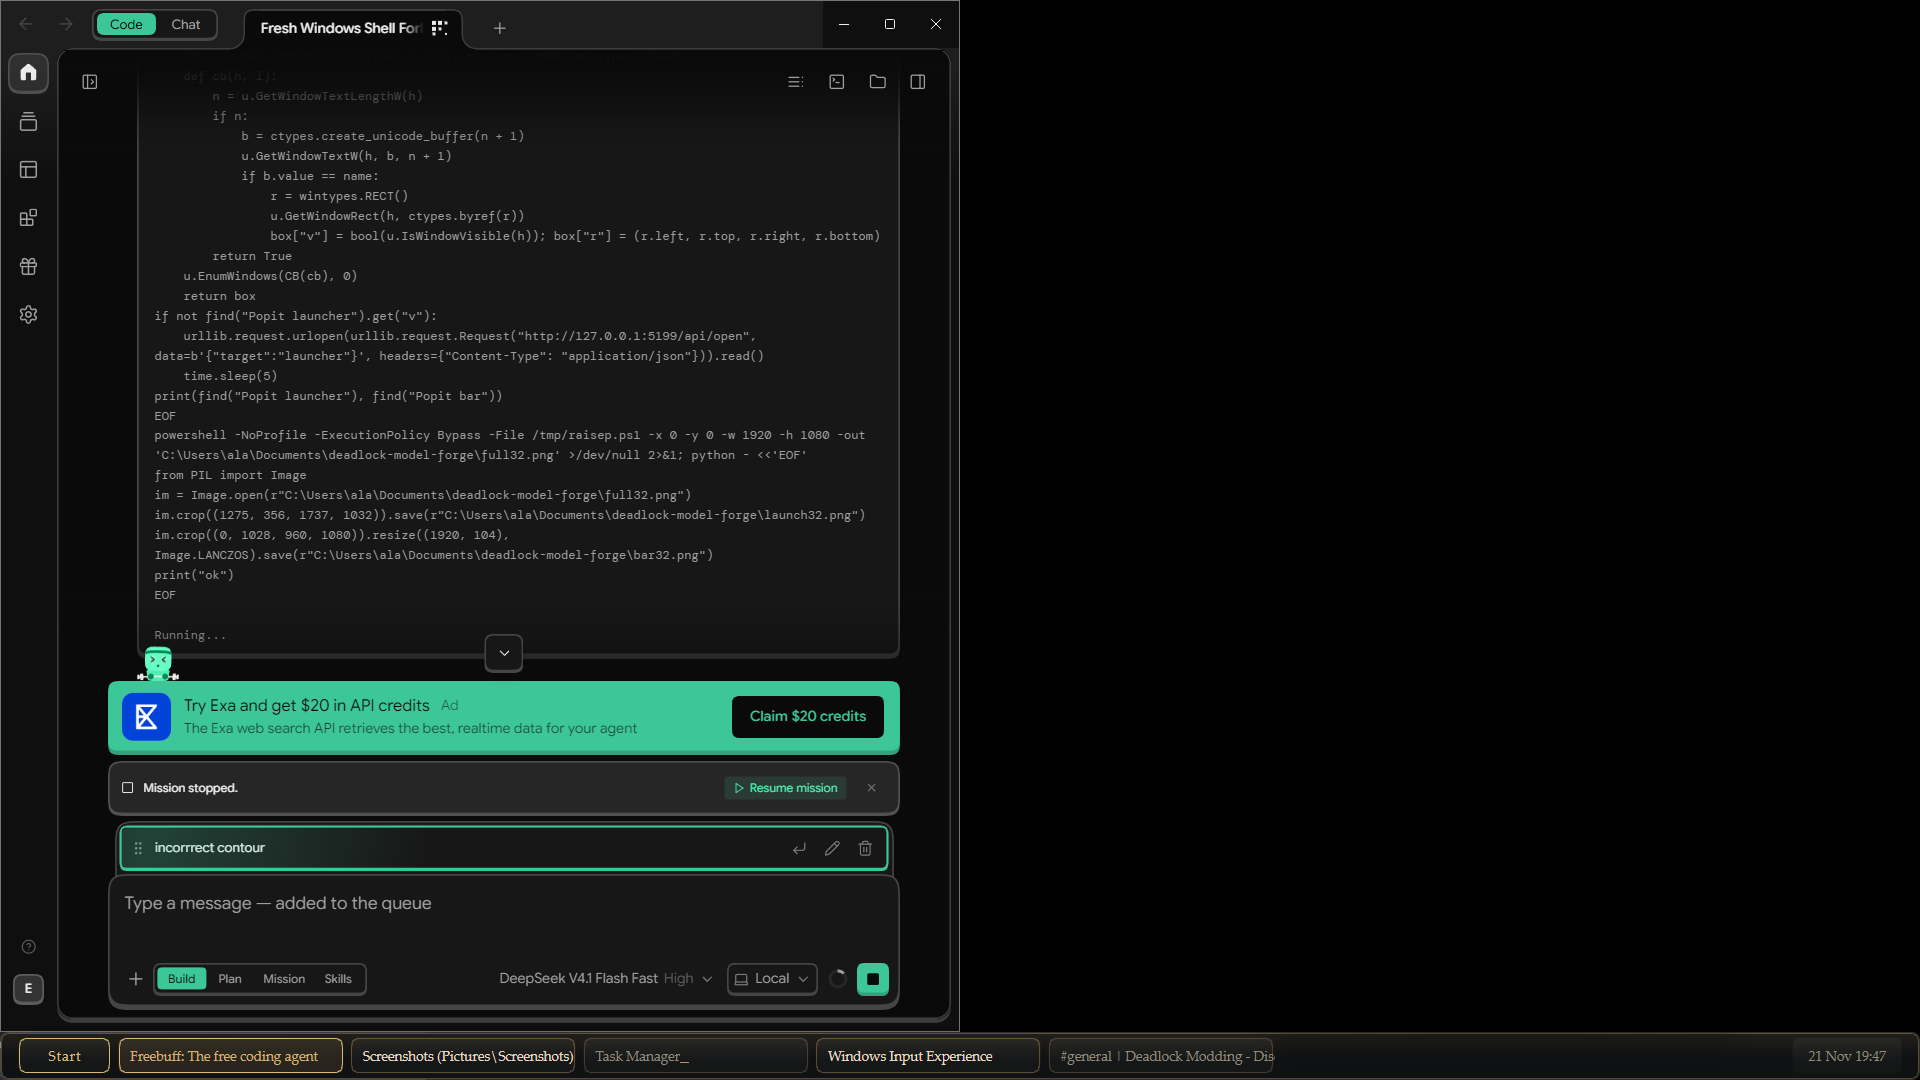 Code
Chat
Fresh Windows Shell For
def cb(h, l):
n = u.GetWindowTextLengthW(h)
if n:
b = ctypes.create_unicode_buffer(n + 1)
u.GetWindowTextW(h, b, n + 1)
if b.value == name:
r = wintypes.RECT()
u.GetWindowRect(h, ctypes.byref(r))
box["v"] = bool(u.IsWindowVisible(h)); box["r"] = (r.left, r.top, r.right, r.bottom)
return True
u.EnumWindows(CB(cb), 0)
return box
if not find("Popit launcher").get("v"):
urllib.request.urlopen(urllib.request.Request("http://127.0.0.1:5199/api/open",
data=b'{"target":"launcher"}', headers={"Content-Type": "application/json"})).read()
time.sleep(5)
print(find("Popit launcher"), find("Popit bar"))
EOF
powershell -NoProfile -ExecutionPolicy Bypass -File /tmp/raisep.ps1 -x 0 -y 0 -w 1920 -h 1080 -out
'C:\Users\ala\Documents\deadlock-model-forge\full32.png' >/dev/null 2>&1; python - <<'EOF'
from PIL import Image
im = Image.open(r"C:\Users\ala\Documents\deadlock-model-forge\full32.png")
im.crop((1275, 356, 1737, 1032)).save(r"C:\Users\ala\Documents\deadlock-model-forge\launch32.png")
im.crop((0, 1028, 960, 1080)).resize((1920, 104),
Image.LANCZOS).save(r"C:\Users\ala\Documents\deadlock-model-forge\bar32.png")
print("ok")
EOF
Running...
Try Exa and get $20 in API credits Ad
The Exa web search API retrieves the best, realtime data for your agent
Claim $20 credits
Mission stopped.
Resume mission
incorrrect contour
Type a message — added to the queue
Build
Plan
Mission
Skills
DeepSeek V4.1 Flash Fast High
Local
E
Start
Freebuff: The free coding agent
Screenshots (Pictures\Screenshots)
Task Manager_
Windows Input Experience
#general | Deadlock Modding - Dis
21 Nov 19:47